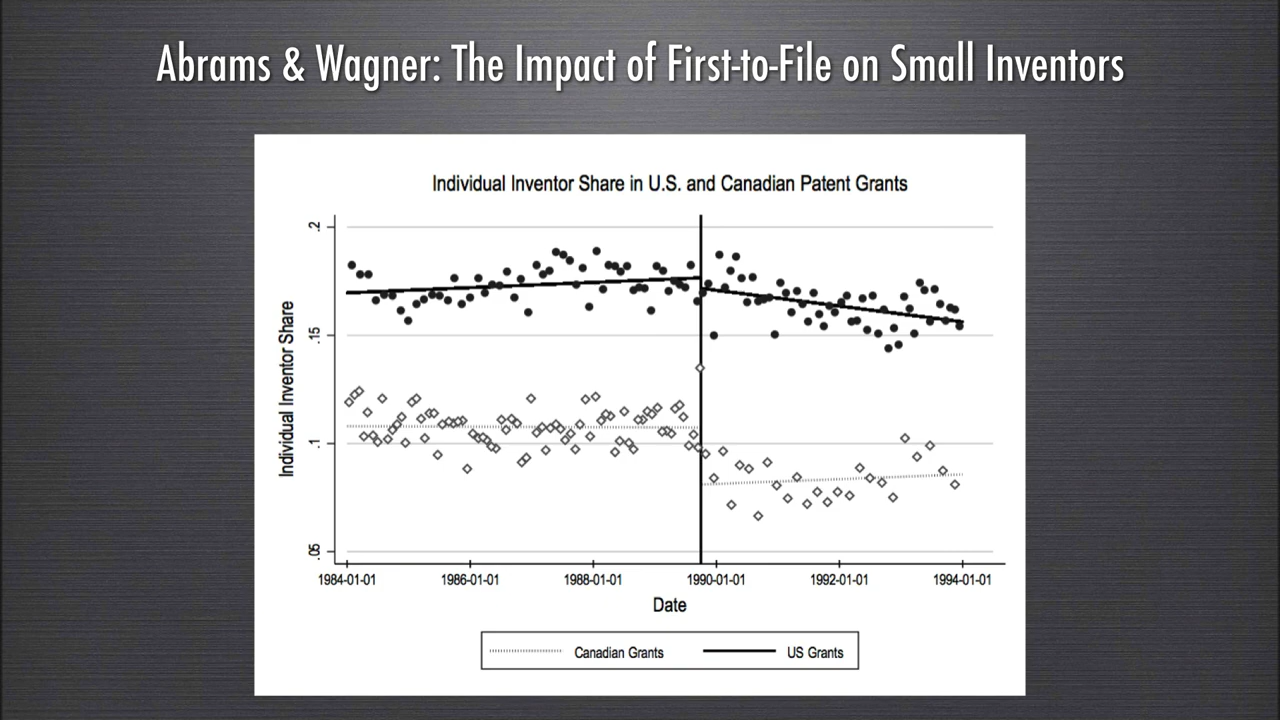 Abrams & Wagner: The Impact of First-to-File on Small Inventors
Individual Inventor Share in U.S. and Canadian Patent Grants
Individual Inventor Share
.2
.15
.1
.05
1984-01-01 1986-01-01 1988-01-01 1990-01-01 1992-01-01 1994-01-01
Date
Canadian Grants US Grants